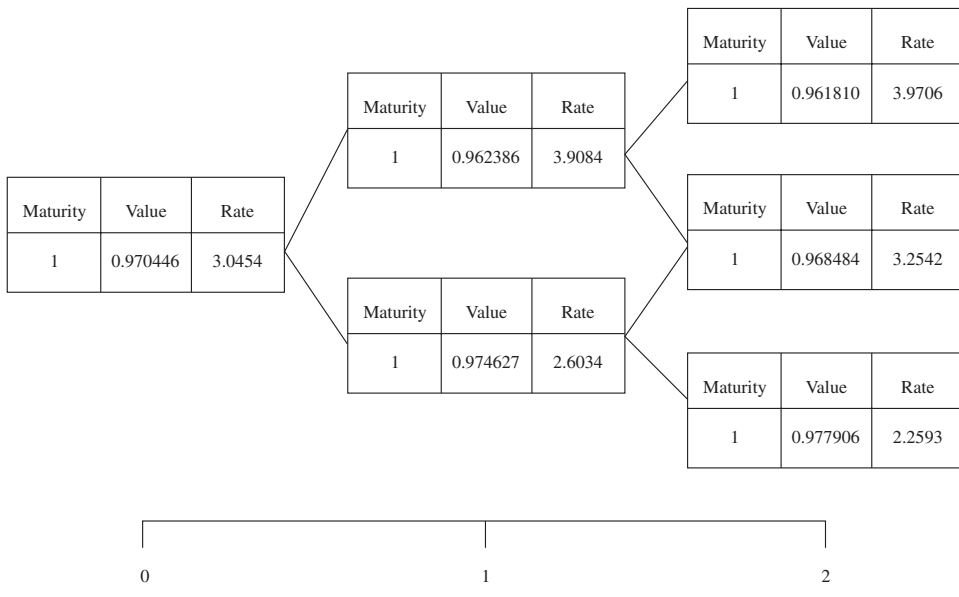 Maturity Value Rate
1 0.961810 3.9706
Maturity Value Rate
1 0.962386 3.9084
Maturity Value Rate
1 0.970446 3.0454
Maturity Value Rate
1 0.968484 3.2542
Maturity Value Rate
1 0.974627 2.6034
Maturity Value Rate
1 0.977906 2.2593
0 1 2